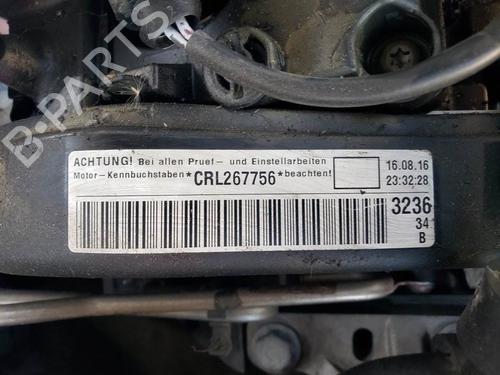 B-PARTS
ACHTUNG! Bei allen Pruef- und Einstellarbeiten
Motor-Kennbuchstaben *CRL267756* beachten!
16.08.16
23:32:28
3236
34
B